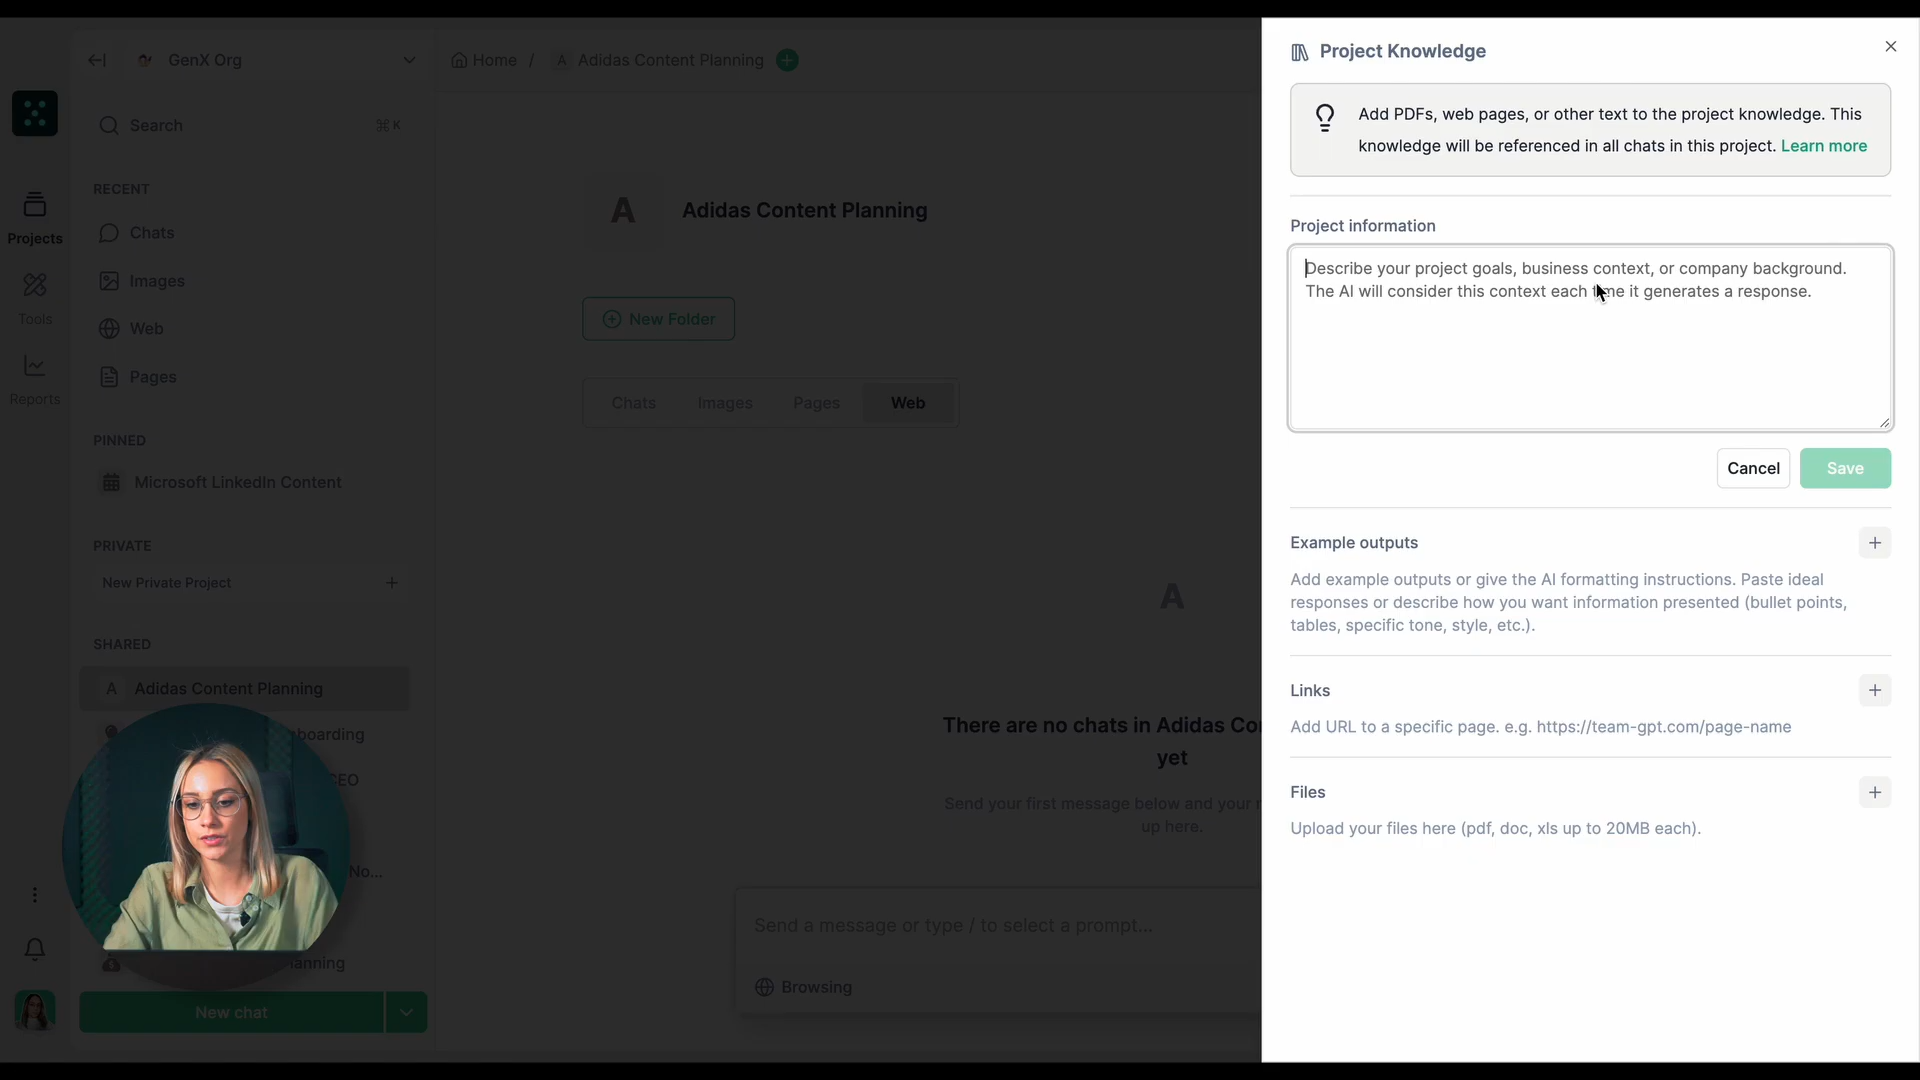 GenX Org
Home / A Adidas Content Planning
Search ⌘ K
RECENT
Chats
Images
Web
Pages
PINNED
Microsoft LinkedIn Content
PRIVATE
New Private Project
SHARED
A Adidas Content Planning
boarding
CEO
No...
lanning
New chat
Projects
Tools
Reports
A Adidas Content Planning
New Folder
Chats Images Pages Web
A
There are no chats in Adidas Co
yet
Send your first message below and your
up here.
Send a message or type / to select a prompt...
Browsing
Project Knowledge
Add PDFs, web pages, or other text to the project knowledge. This
knowledge will be referenced in all chats in this project. Learn more
Project information
Describe your project goals, business context, or company background.
The AI will consider this context each time it generates a response.
Cancel Save
Example outputs
Add example outputs or give the AI formatting instructions. Paste ideal
responses or describe how you want information presented (bullet points,
tables, specific tone, style, etc.).
Links
Add URL to a specific page. e.g. https://team-gpt.com/page-name
Files
Upload your files here (pdf, doc, xls up to 20MB each).